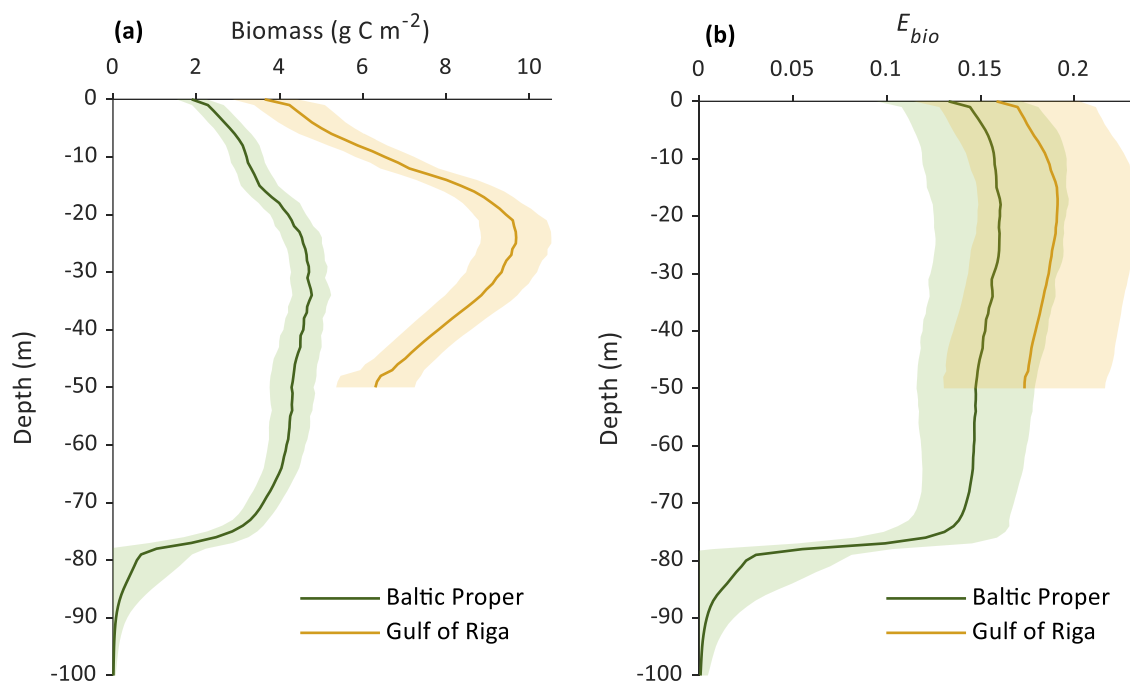 (a) Biomass (g C m⁻²)
0 2 4 6 8 10
0
-10
-20
-30
-40
-50
-60
-70
-80
-90
-100
Depth (m)
Baltic Proper
Gulf of Riga
(b) E_bio
0 0.05 0.1 0.15 0.2
0
-10
-20
-30
-40
-50
-60
-70
-80
-90
-100
Depth (m)
Baltic Proper
Gulf of Riga